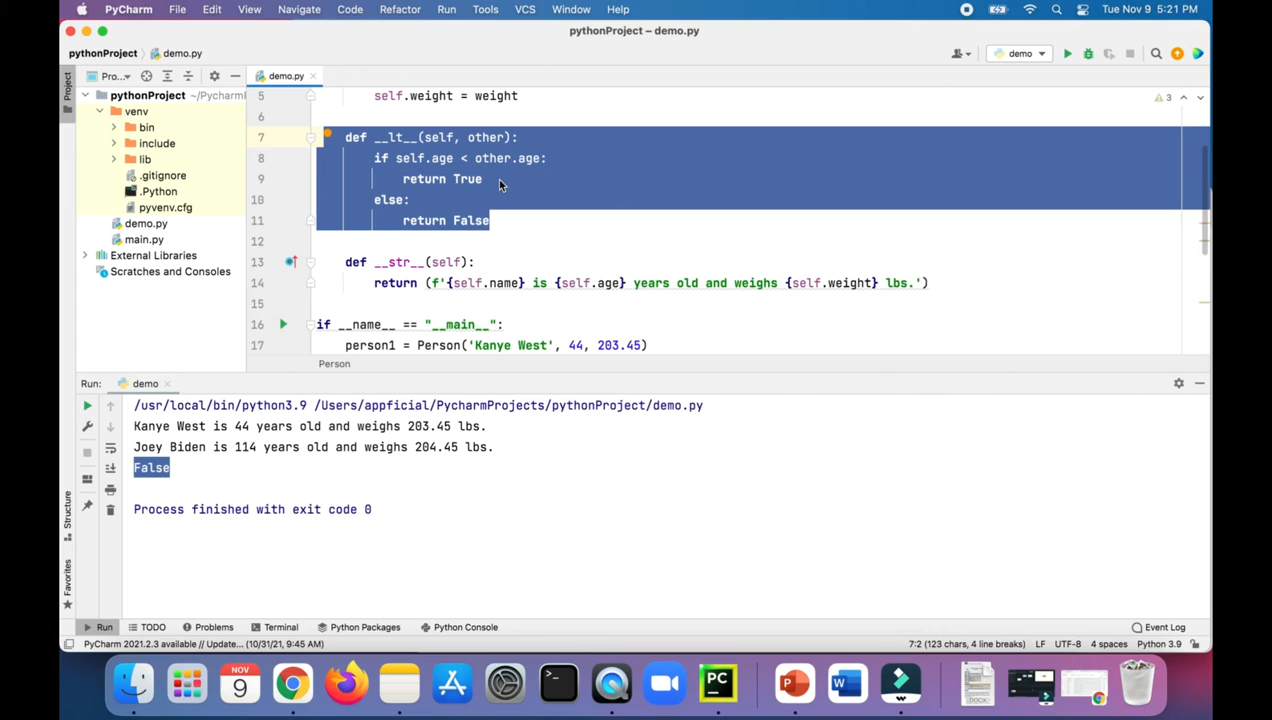 PyCharm File Edit View Navigate Code Refactor Run Tools VCS Window Help Tue Nov 9 5:21 PM
pythonProject – demo.py
pythonProject demo.py demo
Project Pro... demo.py
pythonProject ~/Pycharm
venv
bin
include
lib
.gitignore
.Python
pyvenv.cfg
demo.py
main.py
External Libraries
Scratches and Consoles
3
5 self.weight = weight
6
7 def __lt__(self, other):
8 if self.age < other.age:
9 return True
10 else:
11 return False
12
13 def __str__(self):
14 return (f'{self.name} is {self.age} years old and weighs {self.weight} lbs.')
15
16 if __name__ == "__main__":
17 person1 = Person('Kanye West', 44, 203.45)
Person
Run: demo
/usr/local/bin/python3.9 /Users/appficial/PycharmProjects/pythonProject/demo.py
Kanye West is 44 years old and weighs 203.45 lbs.
Joey Biden is 114 years old and weighs 204.45 lbs.
False
Process finished with exit code 0
Structure
Favorites
Run TODO Problems Terminal Python Packages Python Console Event Log
PyCharm 2021.2.3 available // Update... (10/31/21, 9:45 AM) 7:2 (123 chars, 4 line breaks) LF UTF-8 4 spaces Python 3.9
NOV
9
>_
PC
P
W
DOCX